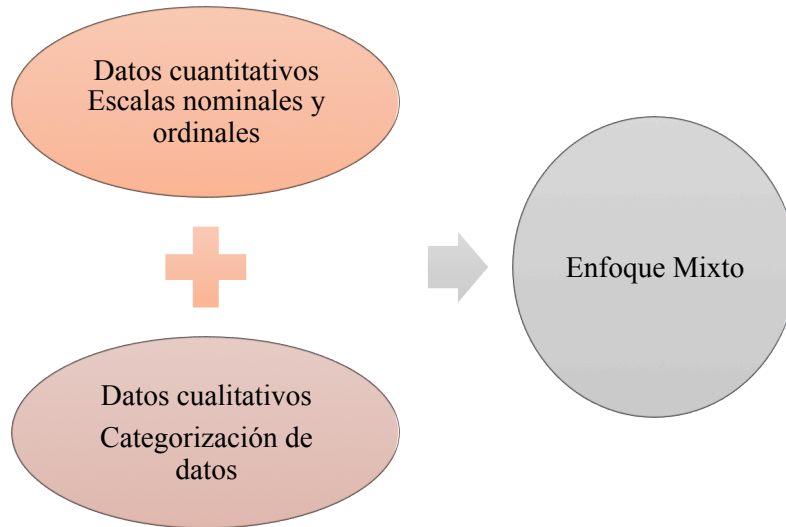 Datos cuantitativos
Escalas nominales y
ordinales
Enfoque Mixto
Datos cualitativos
Categorización de
datos